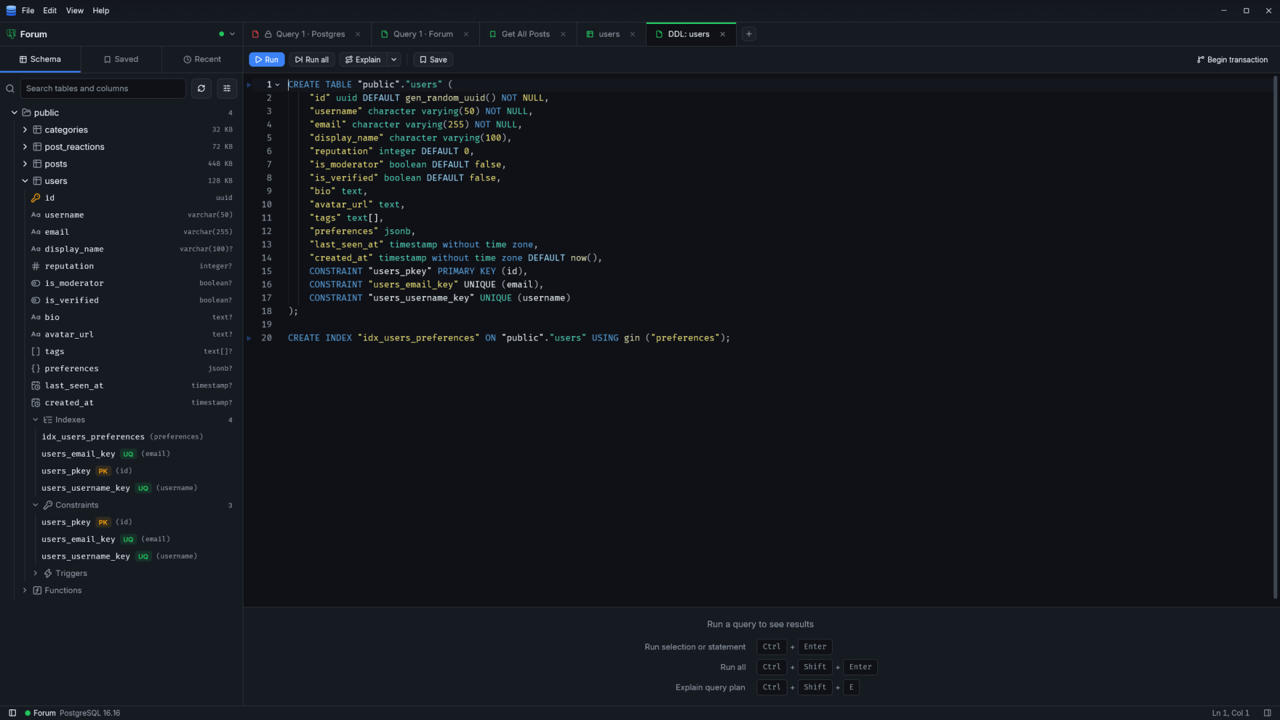 File Edit View Help
Forum
Query 1 · Postgres
Query 1 · Forum
Get All Posts
users
DDL: users
Schema
Saved
Recent
Run
Run all
Explain
Save
Begin transaction
Search tables and columns
public 4
categories 32 KB
post_reactions 72 KB
posts 448 KB
users 128 KB
id uuid
Aa username varchar(50)
Aa email varchar(255)
Aa display_name varchar(100)?
# reputation integer?
is_moderator boolean?
is_verified boolean?
Aa bio text?
Aa avatar_url text?
[] tags text[]?
{} preferences jsonb?
last_seen_at timestamp?
created_at timestamp?
Indexes 4
idx_users_preferences (preferences)
users_email_key UQ (email)
users_pkey PK (id)
users_username_key UQ (username)
Constraints 3
users_pkey PK (id)
users_email_key UQ (email)
users_username_key UQ (username)
Triggers
Functions
1 CREATE TABLE "public"."users" (
2 "id" uuid DEFAULT gen_random_uuid() NOT NULL,
3 "username" character varying(50) NOT NULL,
4 "email" character varying(255) NOT NULL,
5 "display_name" character varying(100),
6 "reputation" integer DEFAULT 0,
7 "is_moderator" boolean DEFAULT false,
8 "is_verified" boolean DEFAULT false,
9 "bio" text,
10 "avatar_url" text,
11 "tags" text[],
12 "preferences" jsonb,
13 "last_seen_at" timestamp without time zone,
14 "created_at" timestamp without time zone DEFAULT now(),
15 CONSTRAINT "users_pkey" PRIMARY KEY (id),
16 CONSTRAINT "users_email_key" UNIQUE (email),
17 CONSTRAINT "users_username_key" UNIQUE (username)
18 );
19
20 CREATE INDEX "idx_users_preferences" ON "public"."users" USING gin ("preferences");
Run a query to see results
Run selection or statement Ctrl + Enter
Run all Ctrl + Shift + Enter
Explain query plan Ctrl + Shift + E
Forum PostgreSQL 16.16
Ln 1, Col 1